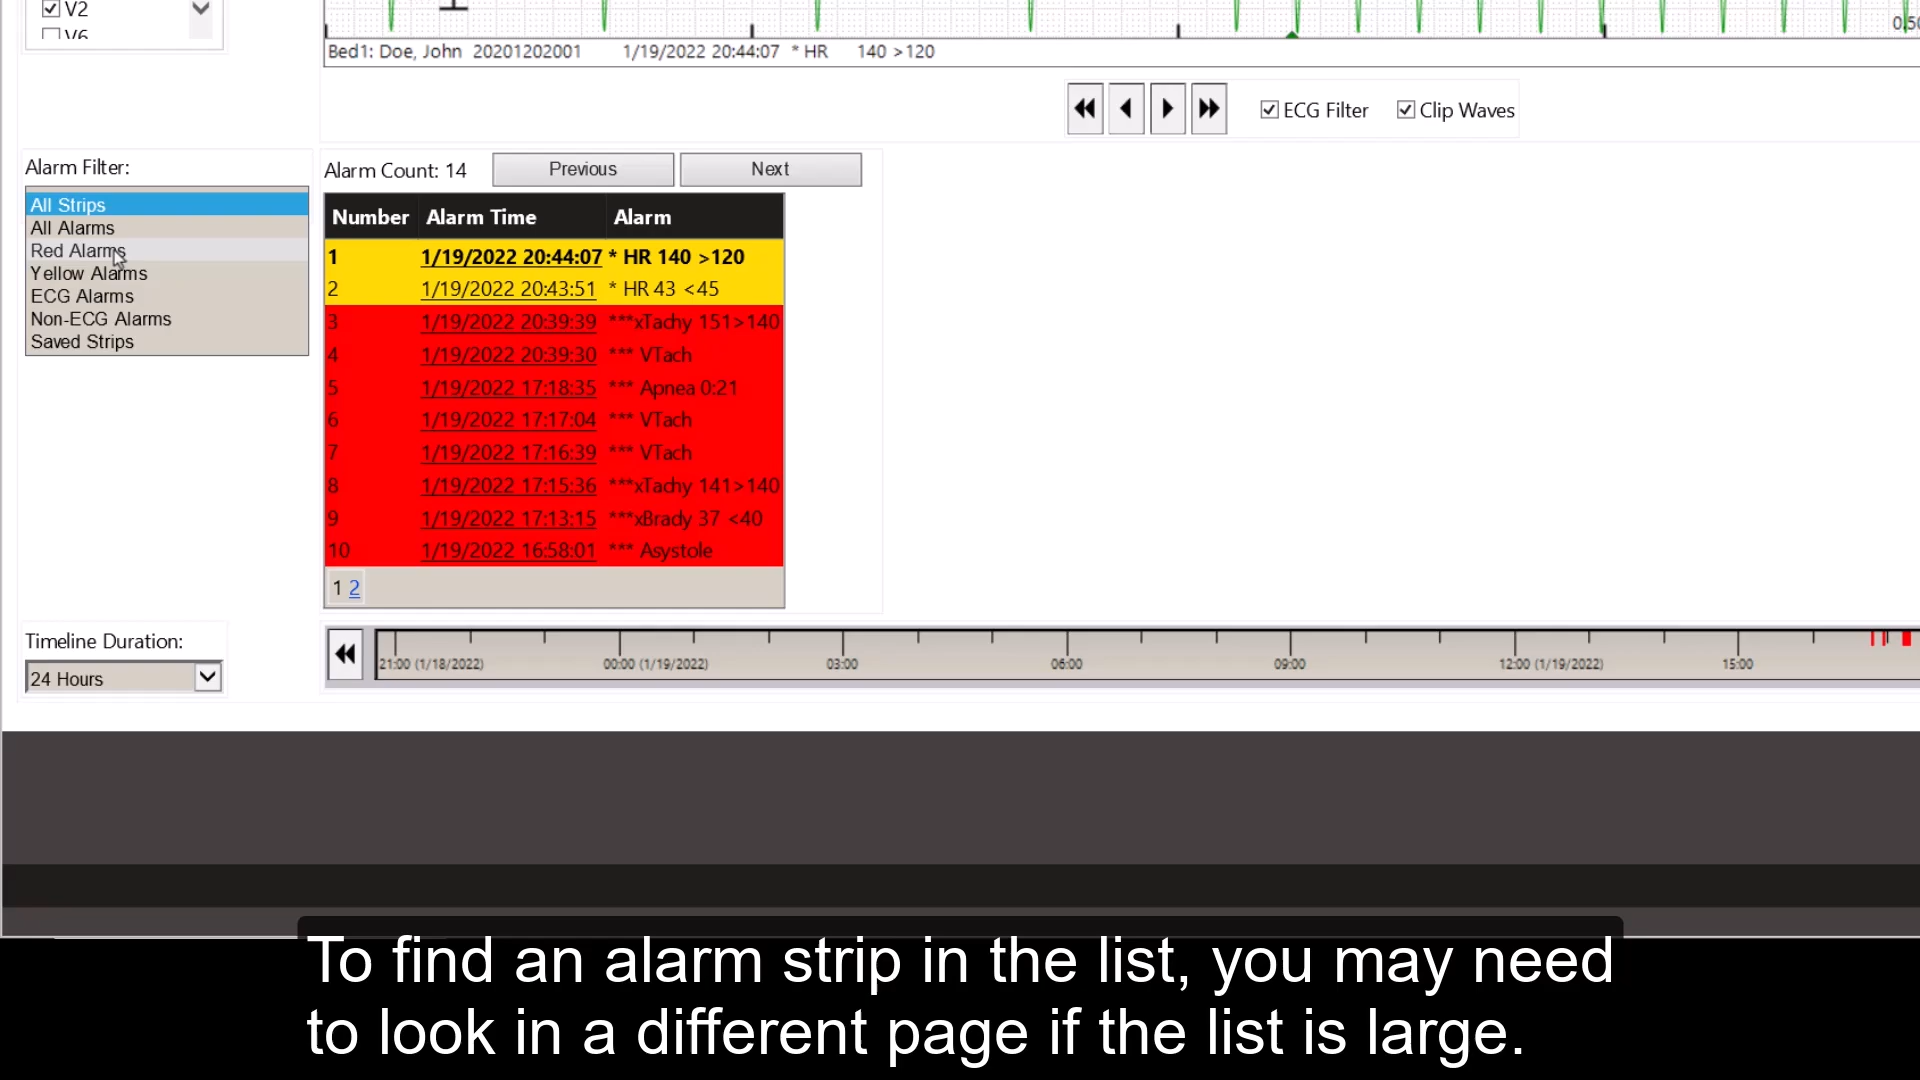 V2
V6
0.50
Bed1: Doe, John 20201202001 1/19/2022 20:44:07 * HR 140 >120
ECG Filter Clip Waves
Alarm Filter:
All Strips
All Alarms
Red Alarms
Yellow Alarms
ECG Alarms
Non-ECG Alarms
Saved Strips
Alarm Count: 14 Previous Next
Number Alarm Time Alarm
1 1/19/2022 20:44:07 * HR 140 >120
2 1/19/2022 20:43:51 * HR 43 <45
3 1/19/2022 20:39:39 ***xTachy 151>140
4 1/19/2022 20:39:30 *** VTach
5 1/19/2022 17:18:35 *** Apnea 0:21
6 1/19/2022 17:17:04 *** VTach
7 1/19/2022 17:16:39 *** VTach
8 1/19/2022 17:15:36 ***xTachy 141>140
9 1/19/2022 17:13:15 ***xBrady 37 <40
10 1/19/2022 16:58:01 *** Asystole
1 2
Timeline Duration:
24 Hours
21:00 (1/18/2022) 00:00 (1/19/2022) 03:00 06:00 09:00 12:00 (1/19/2022) 15:00
To find an alarm strip in the list, you may need
to look in a different page if the list is large.